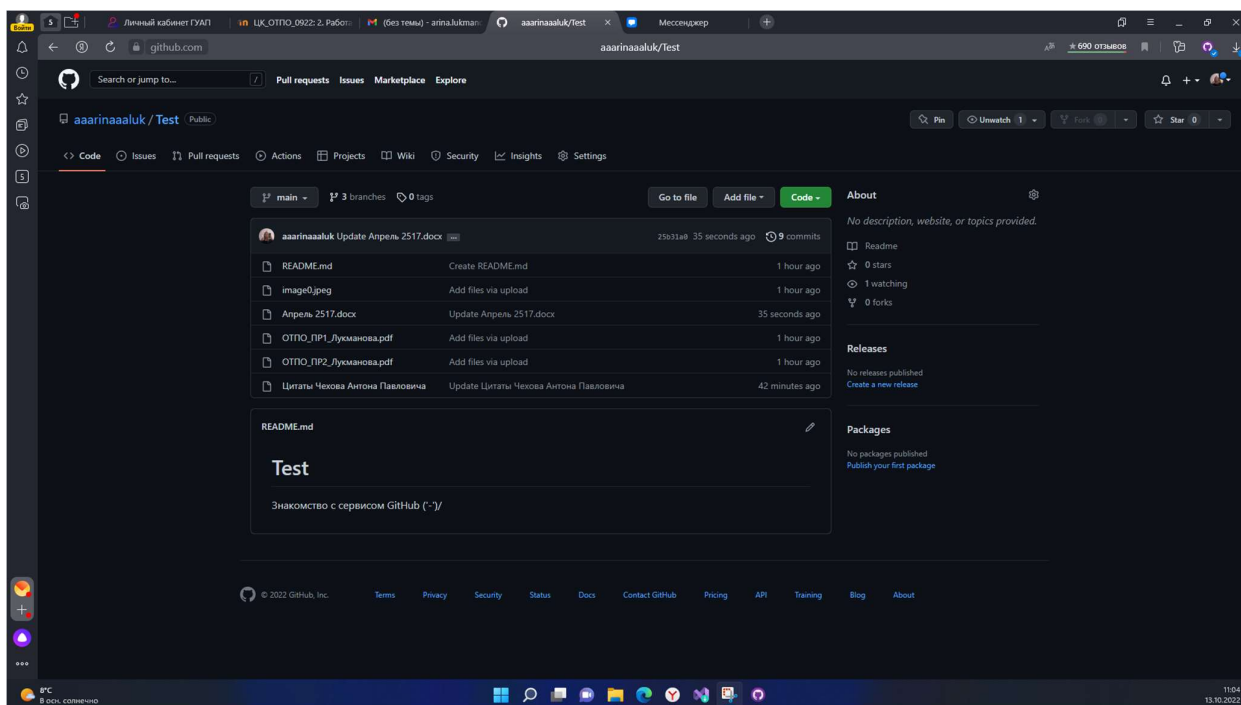 Войти
5
Личный кабинет ГУАП
ЦК_ОТПО_0922: 2. Работа
(без темы) - arina.lukmano
aaarinaaaluk/Test
Мессенджер
github.com
aaarinaaaluk/Test
690 отзывов
Search or jump to...
/
Pull requests Issues Marketplace Explore
aaarinaaaluk / Test Public
Pin
Unwatch 1
Fork 0
Star 0
Code Issues Pull requests Actions Projects Wiki Security Insights Settings
5
main 3 branches 0 tags
Go to file Add file Code
aaarinaaaluk Update Апрель 2517.docx ... 25b31a0 35 seconds ago 9 commits
README.md Create README.md 1 hour ago
image0.jpeg Add files via upload 1 hour ago
Апрель 2517.docx Update Апрель 2517.docx 35 seconds ago
ОТПО_ПР1_Лукманова.pdf Add files via upload 1 hour ago
ОТПО_ПР2_Лукманова.pdf Add files via upload 1 hour ago
Цитаты Чехова Антона Павловича Update Цитаты Чехова Антона Павловича 42 minutes ago
README.md
Test
Знакомство с сервисом GitHub ('-')/
About
No description, website, or topics provided.
Readme
0 stars
1 watching
0 forks
Releases
No releases published
Create a new release
Packages
No packages published
Publish your first package
© 2022 GitHub, Inc. Terms Privacy Security Status Docs Contact GitHub Pricing API Training Blog About
8°C
В осн. солнечно
11:04
13.10.2022